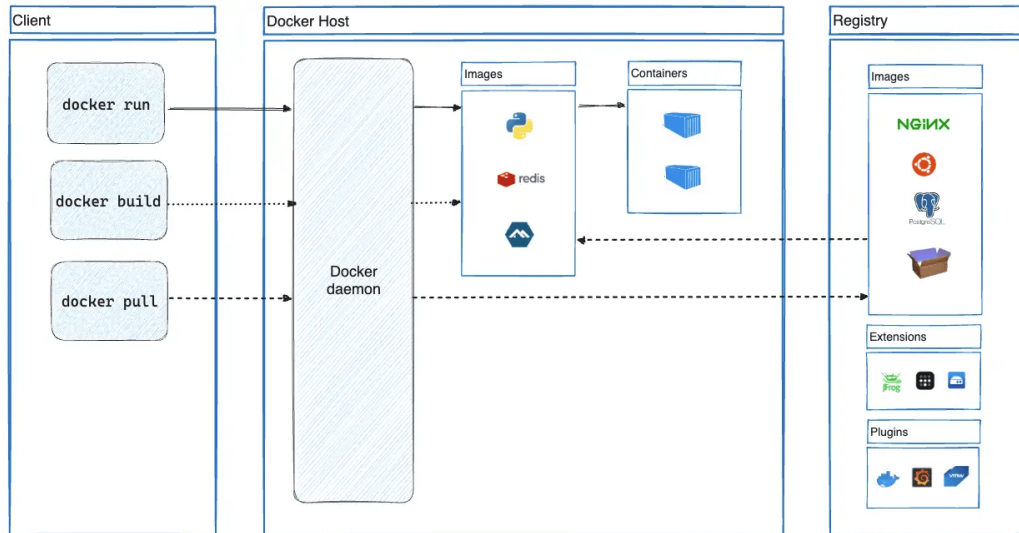 Client
Docker Host
Registry
docker run
docker build
docker pull
Docker
daemon
Images
redis
Containers
Images
NGiNX
PostgreSQL
Extensions
JFrog
Plugins
vmw